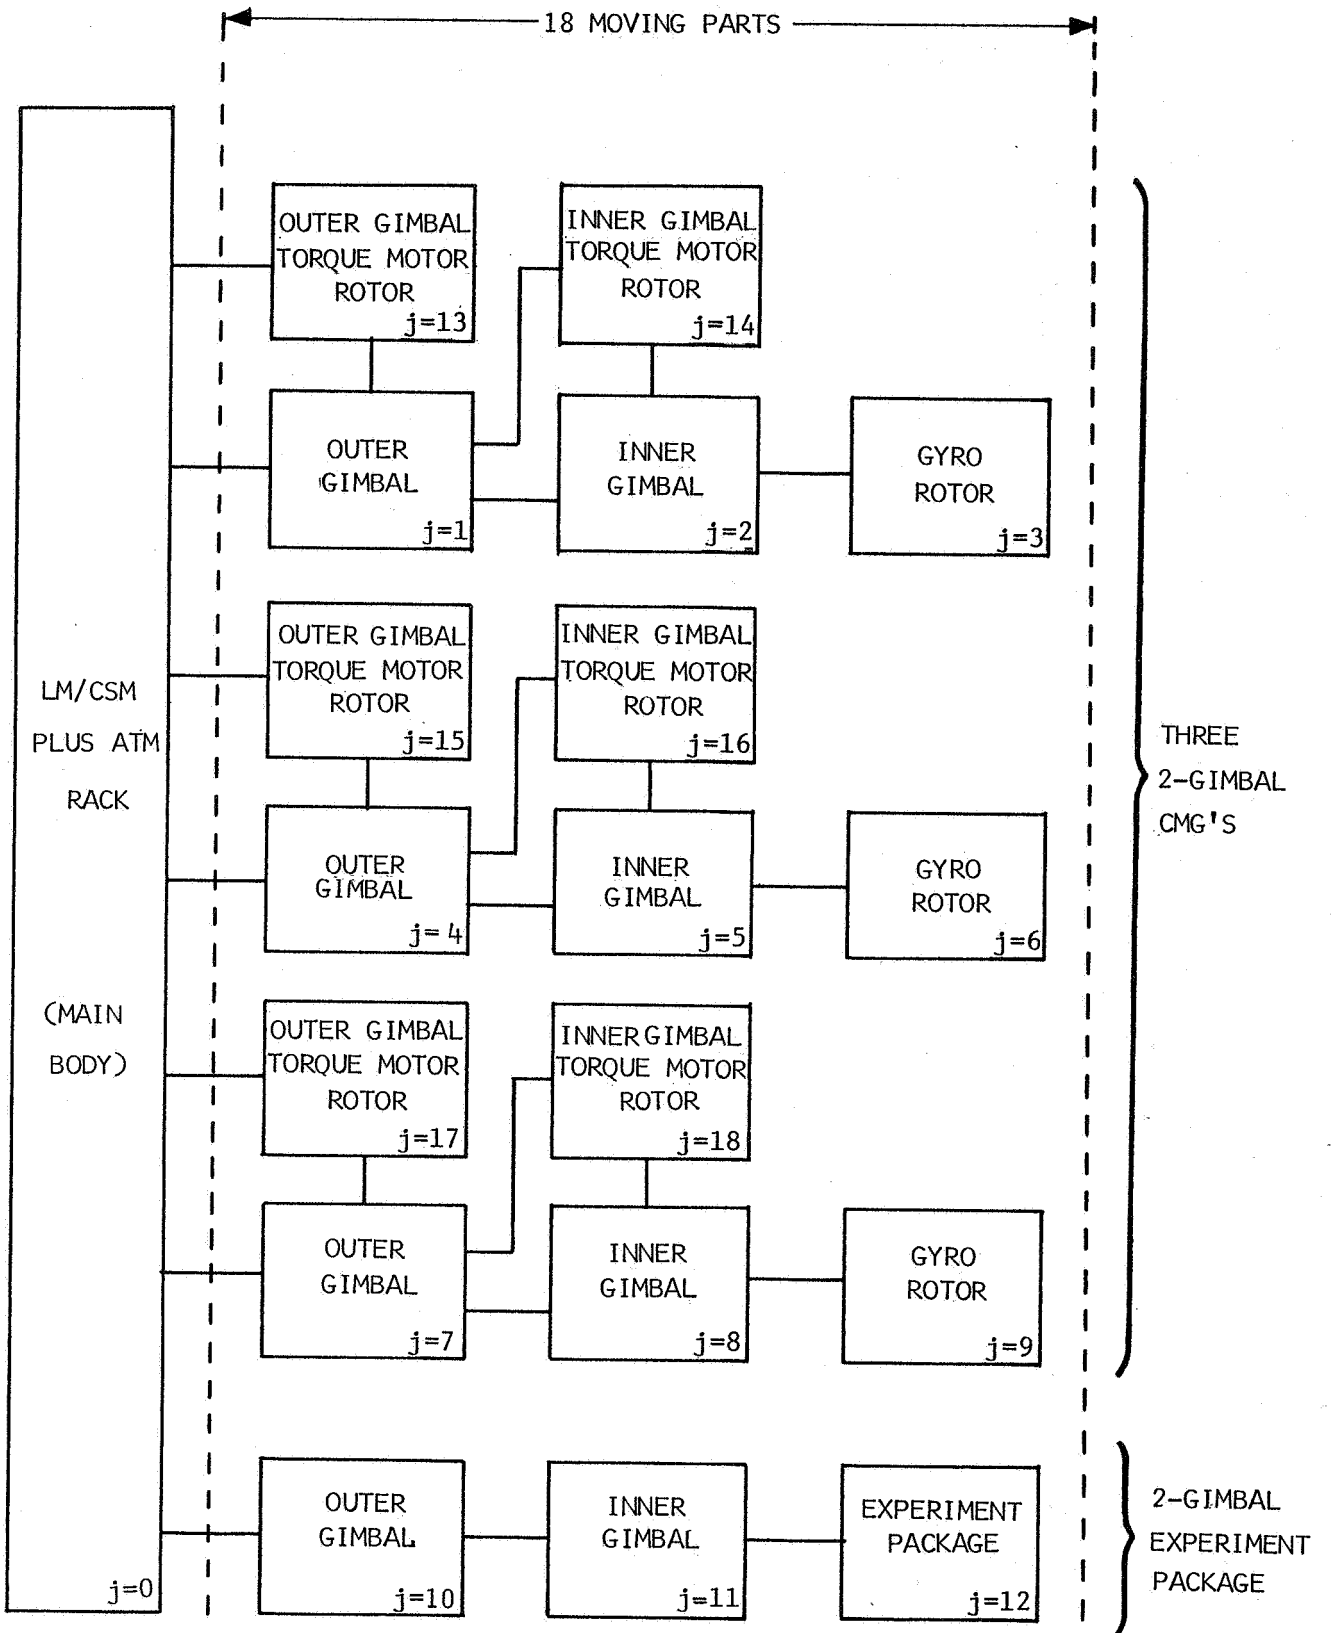 18 MOVING PARTS
LM/CSM
PLUS ATM
RACK
(MAIN
BODY)
j=0
OUTER GIMBAL
TORQUE MOTOR
ROTOR
j=13
INNER GIMBAL
TORQUE MOTOR
ROTOR
j=14
OUTER
GIMBAL
j=1
INNER
GIMBAL
j=2
GYRO
ROTOR
j=3
OUTER GIMBAL
TORQUE MOTOR
ROTOR
j=15
INNER GIMBAL
TORQUE MOTOR
ROTOR
j=16
OUTER
GIMBAL
j= 4
INNER
GIMBAL
j=5
GYRO
ROTOR
j=6
OUTER GIMBAL
TORQUE MOTOR
ROTOR
j=17
INNER GIMBAL
TORQUE MOTOR
ROTOR
j=18
OUTER
GIMBAL
j=7
INNER
GIMBAL
j=8
GYRO
ROTOR
j=9
THREE
2-GIMBAL
CMG'S
OUTER
GIMBAL
j=10
INNER
GIMBAL
j=11
EXPERIMENT
PACKAGE
j=12
2-GIMBAL
EXPERIMENT
PACKAGE